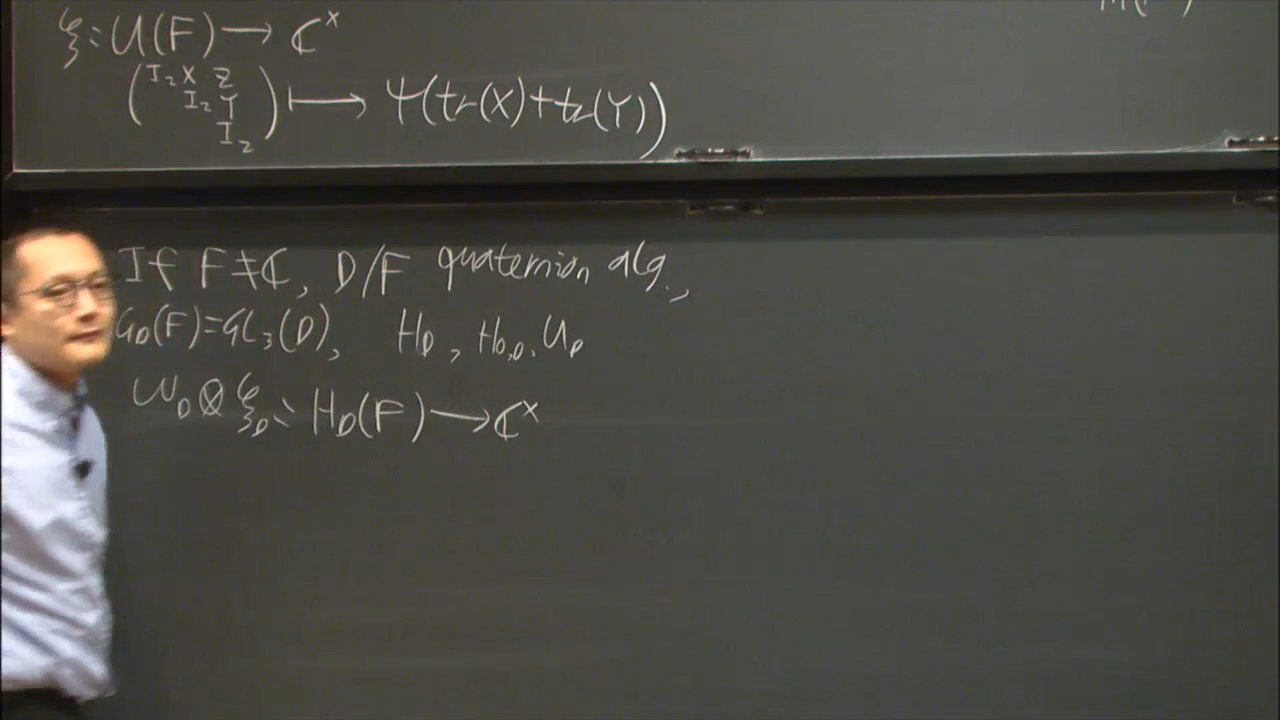 ξ: U(F) → ℂ^×
( I₂ X Z
I₂ Y
I₂ ) ↦ ψ(tr(X)+tr(Y))
If F≠ℂ, D/F quaternion alg.,
G_D(F)=GL₃(D), H_D, H_{0,D}, U_D
ω_D⊗ξ_D: H_D(F) → ℂ^×